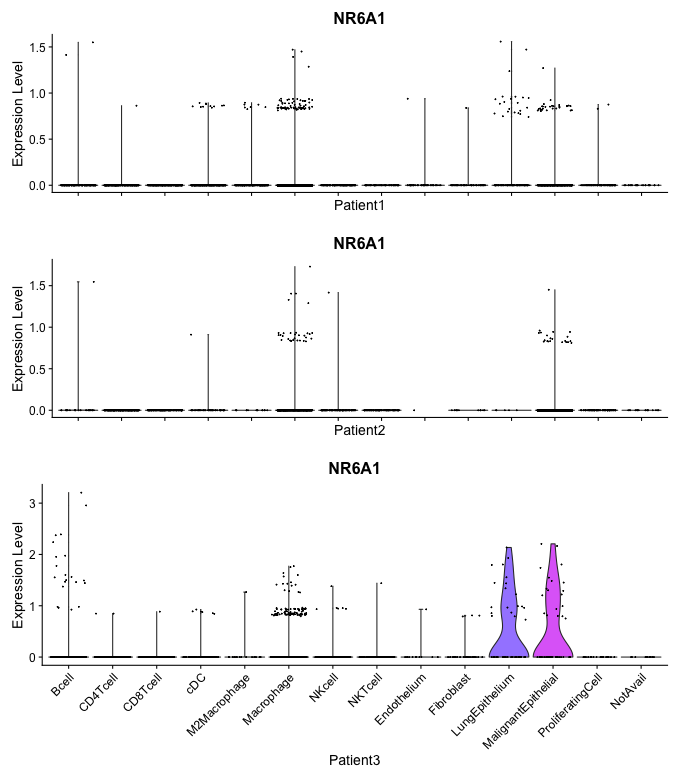 NR6A1
Expression Level
1.5
1.0
0.5
0.0
Patient1
NR6A1
Expression Level
1.5
1.0
0.5
0.0
Patient2
NR6A1
Expression Level
3
2
1
0
Bcell
CD4Tcell
CD8Tcell
cDC
M2Macrophage
Macrophage
NKcell
NKTcell
Endothelium
Fibroblast
LungEpithelium
MalignantEpithelial
ProliferatingCell
NotAvail
Patient3